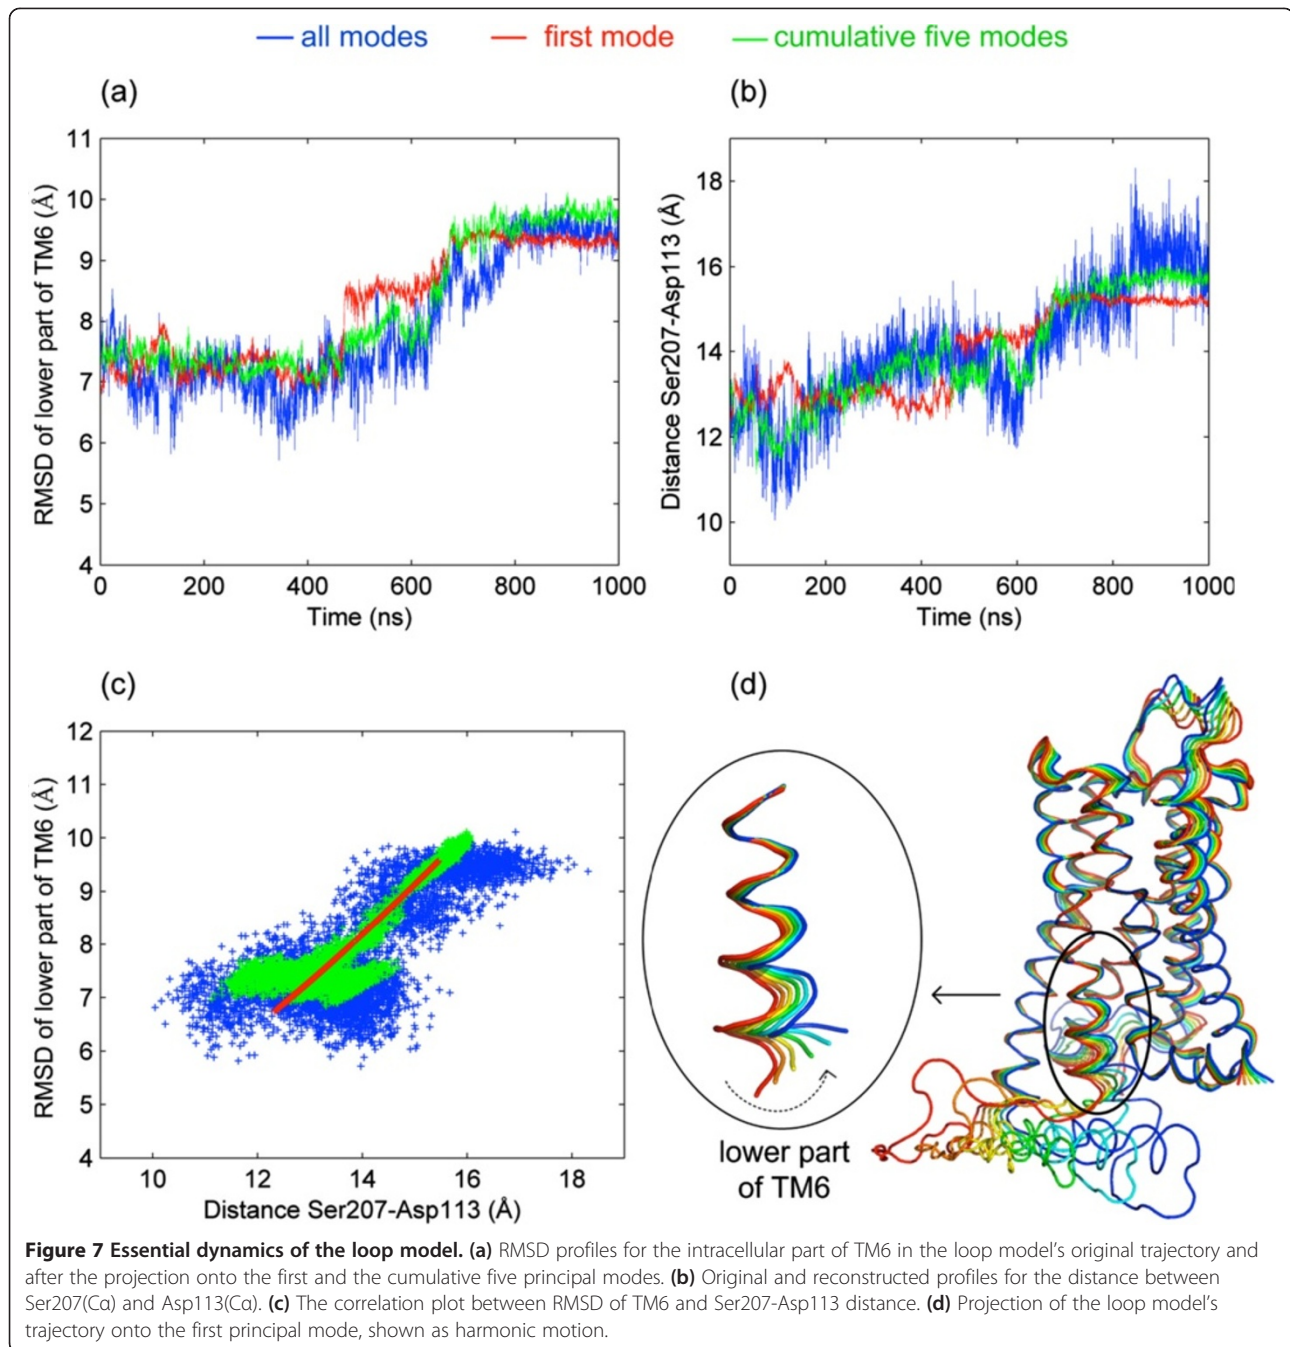 all modes first mode cumulative five modes
(a)
(b)
RMSD of lower part of TM6 (Å)
11
10
9
8
7
6
5
4
0 200 400 600 800 1000
Time (ns)
Distance Ser207-Asp113 (Å)
18
16
14
12
10
0 200 400 600 800 1000
Time (ns)
(c)
(d)
RMSD of lower part of TM6 (Å)
12
11
10
9
8
7
6
5
4
10 12 14 16 18
Distance Ser207-Asp113 (Å)
lower part
of TM6
Figure 7 Essential dynamics of the loop model. (a) RMSD profiles for the intracellular part of TM6 in the loop model's original trajectory and
after the projection onto the first and the cumulative five principal modes. (b) Original and reconstructed profiles for the distance between
Ser207(Cα) and Asp113(Cα). (c) The correlation plot between RMSD of TM6 and Ser207-Asp113 distance. (d) Projection of the loop model's
trajectory onto the first principal mode, shown as harmonic motion.